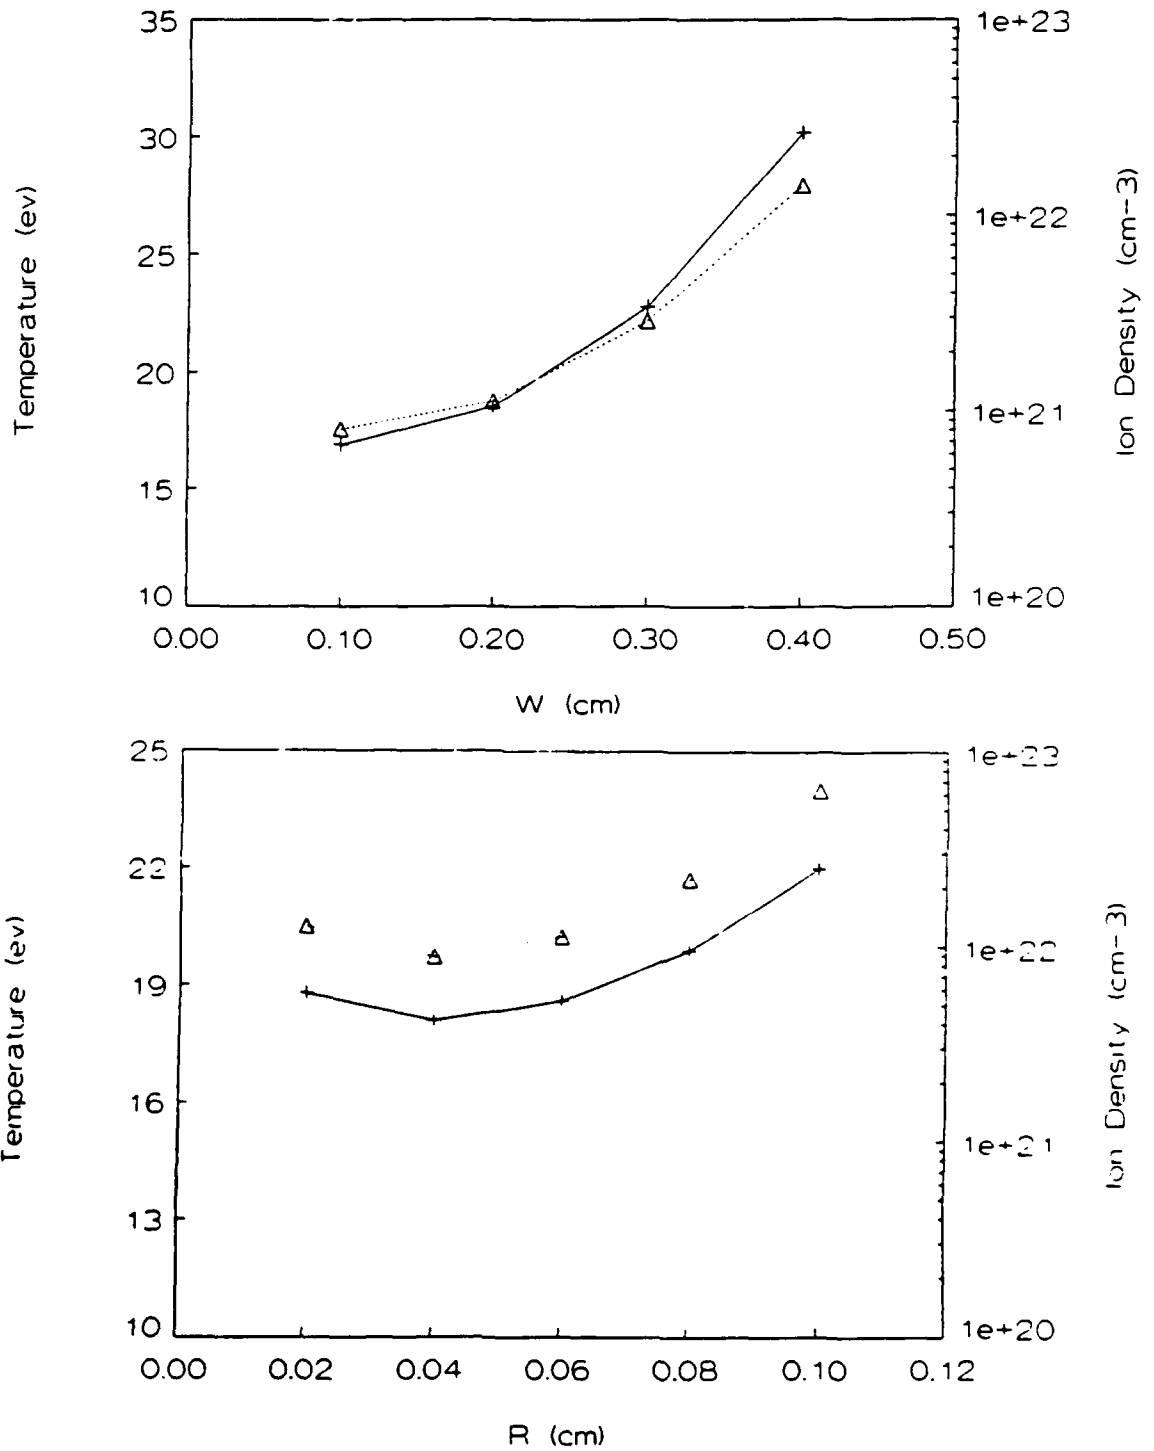 35
30
25
20
15
10
Temperature (ev)
1e+23
1e+22
1e+21
1e+20
Ion Density (cm-3)
0.00 0.10 0.20 0.30 0.40 0.50
W (cm)
25
22
19
16
13
10
Temperature (ev)
1e+23
1e+22
1e+21
1e+20
Ion Density (cm-3)
0.00 0.02 0.04 0.06 0.08 0.10 0.12
R (cm)